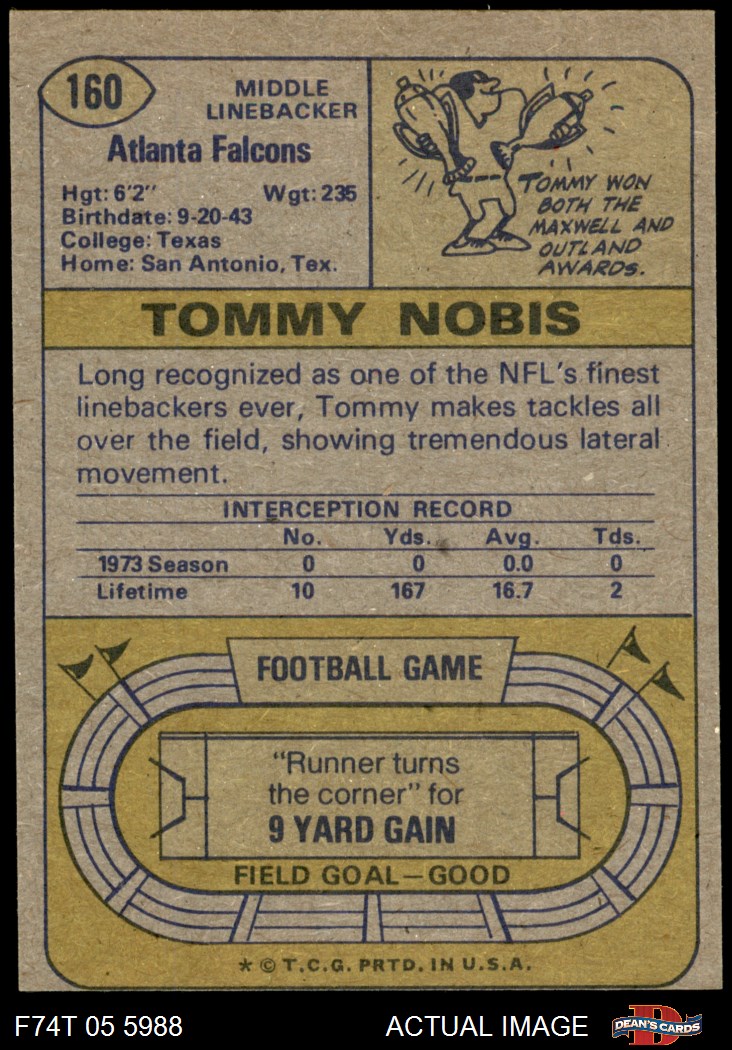 160
MIDDLE
LINEBACKER
Atlanta Falcons
Hgt: 6'2" Wgt: 235
Birthdate: 9-20-43
College: Texas
Home: San Antonio, Tex.
TOMMY WON
BOTH THE
MAXWELL AND
OUTLAND
AWARDS.
TOMMY NOBIS
Long recognized as one of the NFL's finest
linebackers ever, Tommy makes tackles all
over the field, showing tremendous lateral
movement.
INTERCEPTION RECORD
No. Yds. Avg. Tds.
1973 Season 0 0 0.0 0
Lifetime 10 167 16.7 2
FOOTBALL GAME
"Runner turns
the corner" for
9 YARD GAIN
FIELD GOAL—GOOD
* © T.C.G. PRTD. IN U.S.A.
F74T 05 5988 ACTUAL IMAGE
D
DEAN'S CARDS